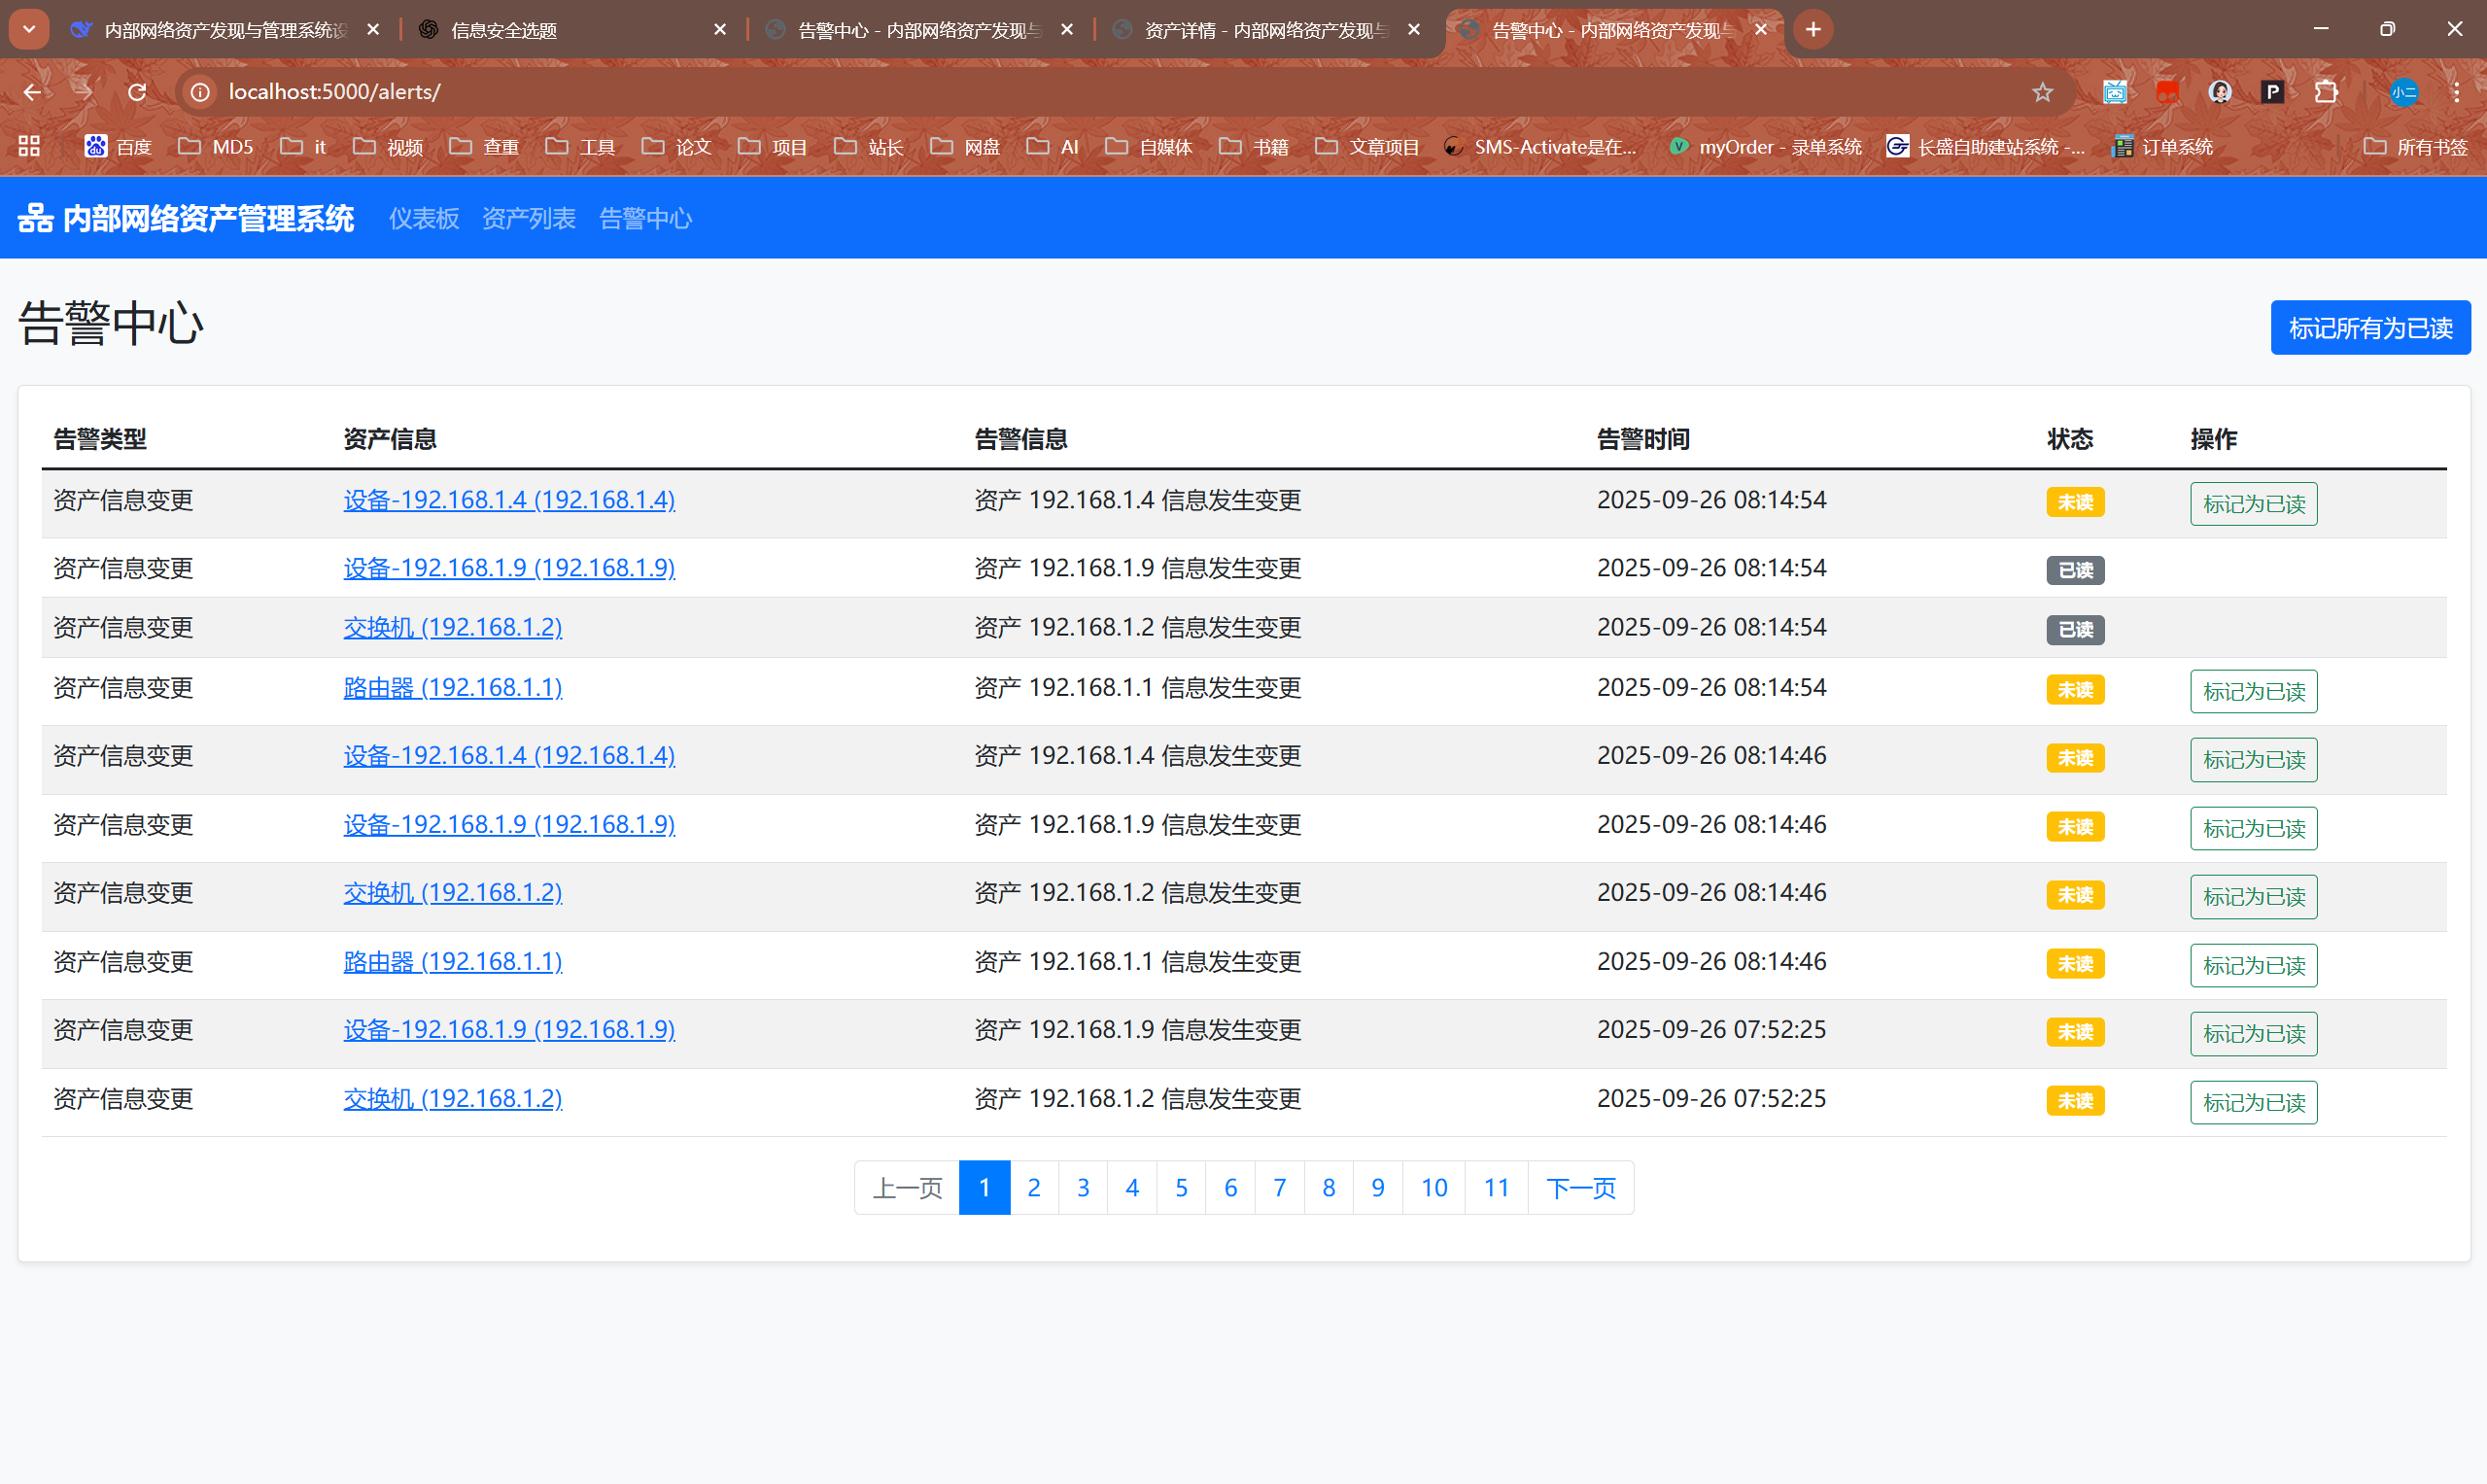 内部网络资产发现与管理系统设
信息安全选题
告警中心 - 内部网络资产发现与
资产详情 - 内部网络资产发现与
告警中心 - 内部网络资产发现与
localhost:5000/alerts/
小二
百度 MD5 it 视频 查重 工具 论文 项目 站长 网盘 AI 自媒体 书籍 文章项目 SMS-Activate是在... myOrder - 录单系统 长盛自助建站系统 -... 订单系统 所有书签
内部网络资产管理系统 仪表板 资产列表 告警中心
告警中心
标记所有为已读
告警类型 资产信息 告警信息 告警时间 状态 操作
资产信息变更 设备-192.168.1.4 (192.168.1.4) 资产 192.168.1.4 信息发生变更 2025-09-26 08:14:54 未读 标记为已读
资产信息变更 设备-192.168.1.9 (192.168.1.9) 资产 192.168.1.9 信息发生变更 2025-09-26 08:14:54 已读
资产信息变更 交换机 (192.168.1.2) 资产 192.168.1.2 信息发生变更 2025-09-26 08:14:54 已读
资产信息变更 路由器 (192.168.1.1) 资产 192.168.1.1 信息发生变更 2025-09-26 08:14:54 未读 标记为已读
资产信息变更 设备-192.168.1.4 (192.168.1.4) 资产 192.168.1.4 信息发生变更 2025-09-26 08:14:46 未读 标记为已读
资产信息变更 设备-192.168.1.9 (192.168.1.9) 资产 192.168.1.9 信息发生变更 2025-09-26 08:14:46 未读 标记为已读
资产信息变更 交换机 (192.168.1.2) 资产 192.168.1.2 信息发生变更 2025-09-26 08:14:46 未读 标记为已读
资产信息变更 路由器 (192.168.1.1) 资产 192.168.1.1 信息发生变更 2025-09-26 08:14:46 未读 标记为已读
资产信息变更 设备-192.168.1.9 (192.168.1.9) 资产 192.168.1.9 信息发生变更 2025-09-26 07:52:25 未读 标记为已读
资产信息变更 交换机 (192.168.1.2) 资产 192.168.1.2 信息发生变更 2025-09-26 07:52:25 未读 标记为已读
上一页 1 2 3 4 5 6 7 8 9 10 11 下一页